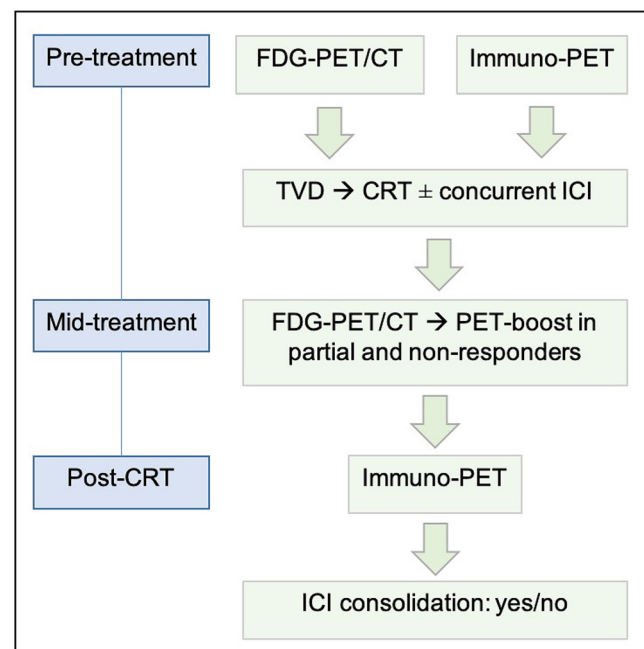 Pre-treatment
FDG-PET/CT
Immuno-PET
TVD → CRT ± concurrent ICI
Mid-treatment
FDG-PET/CT → PET-boost in
partial and non-responders
Post-CRT
Immuno-PET
ICI consolidation: yes/no